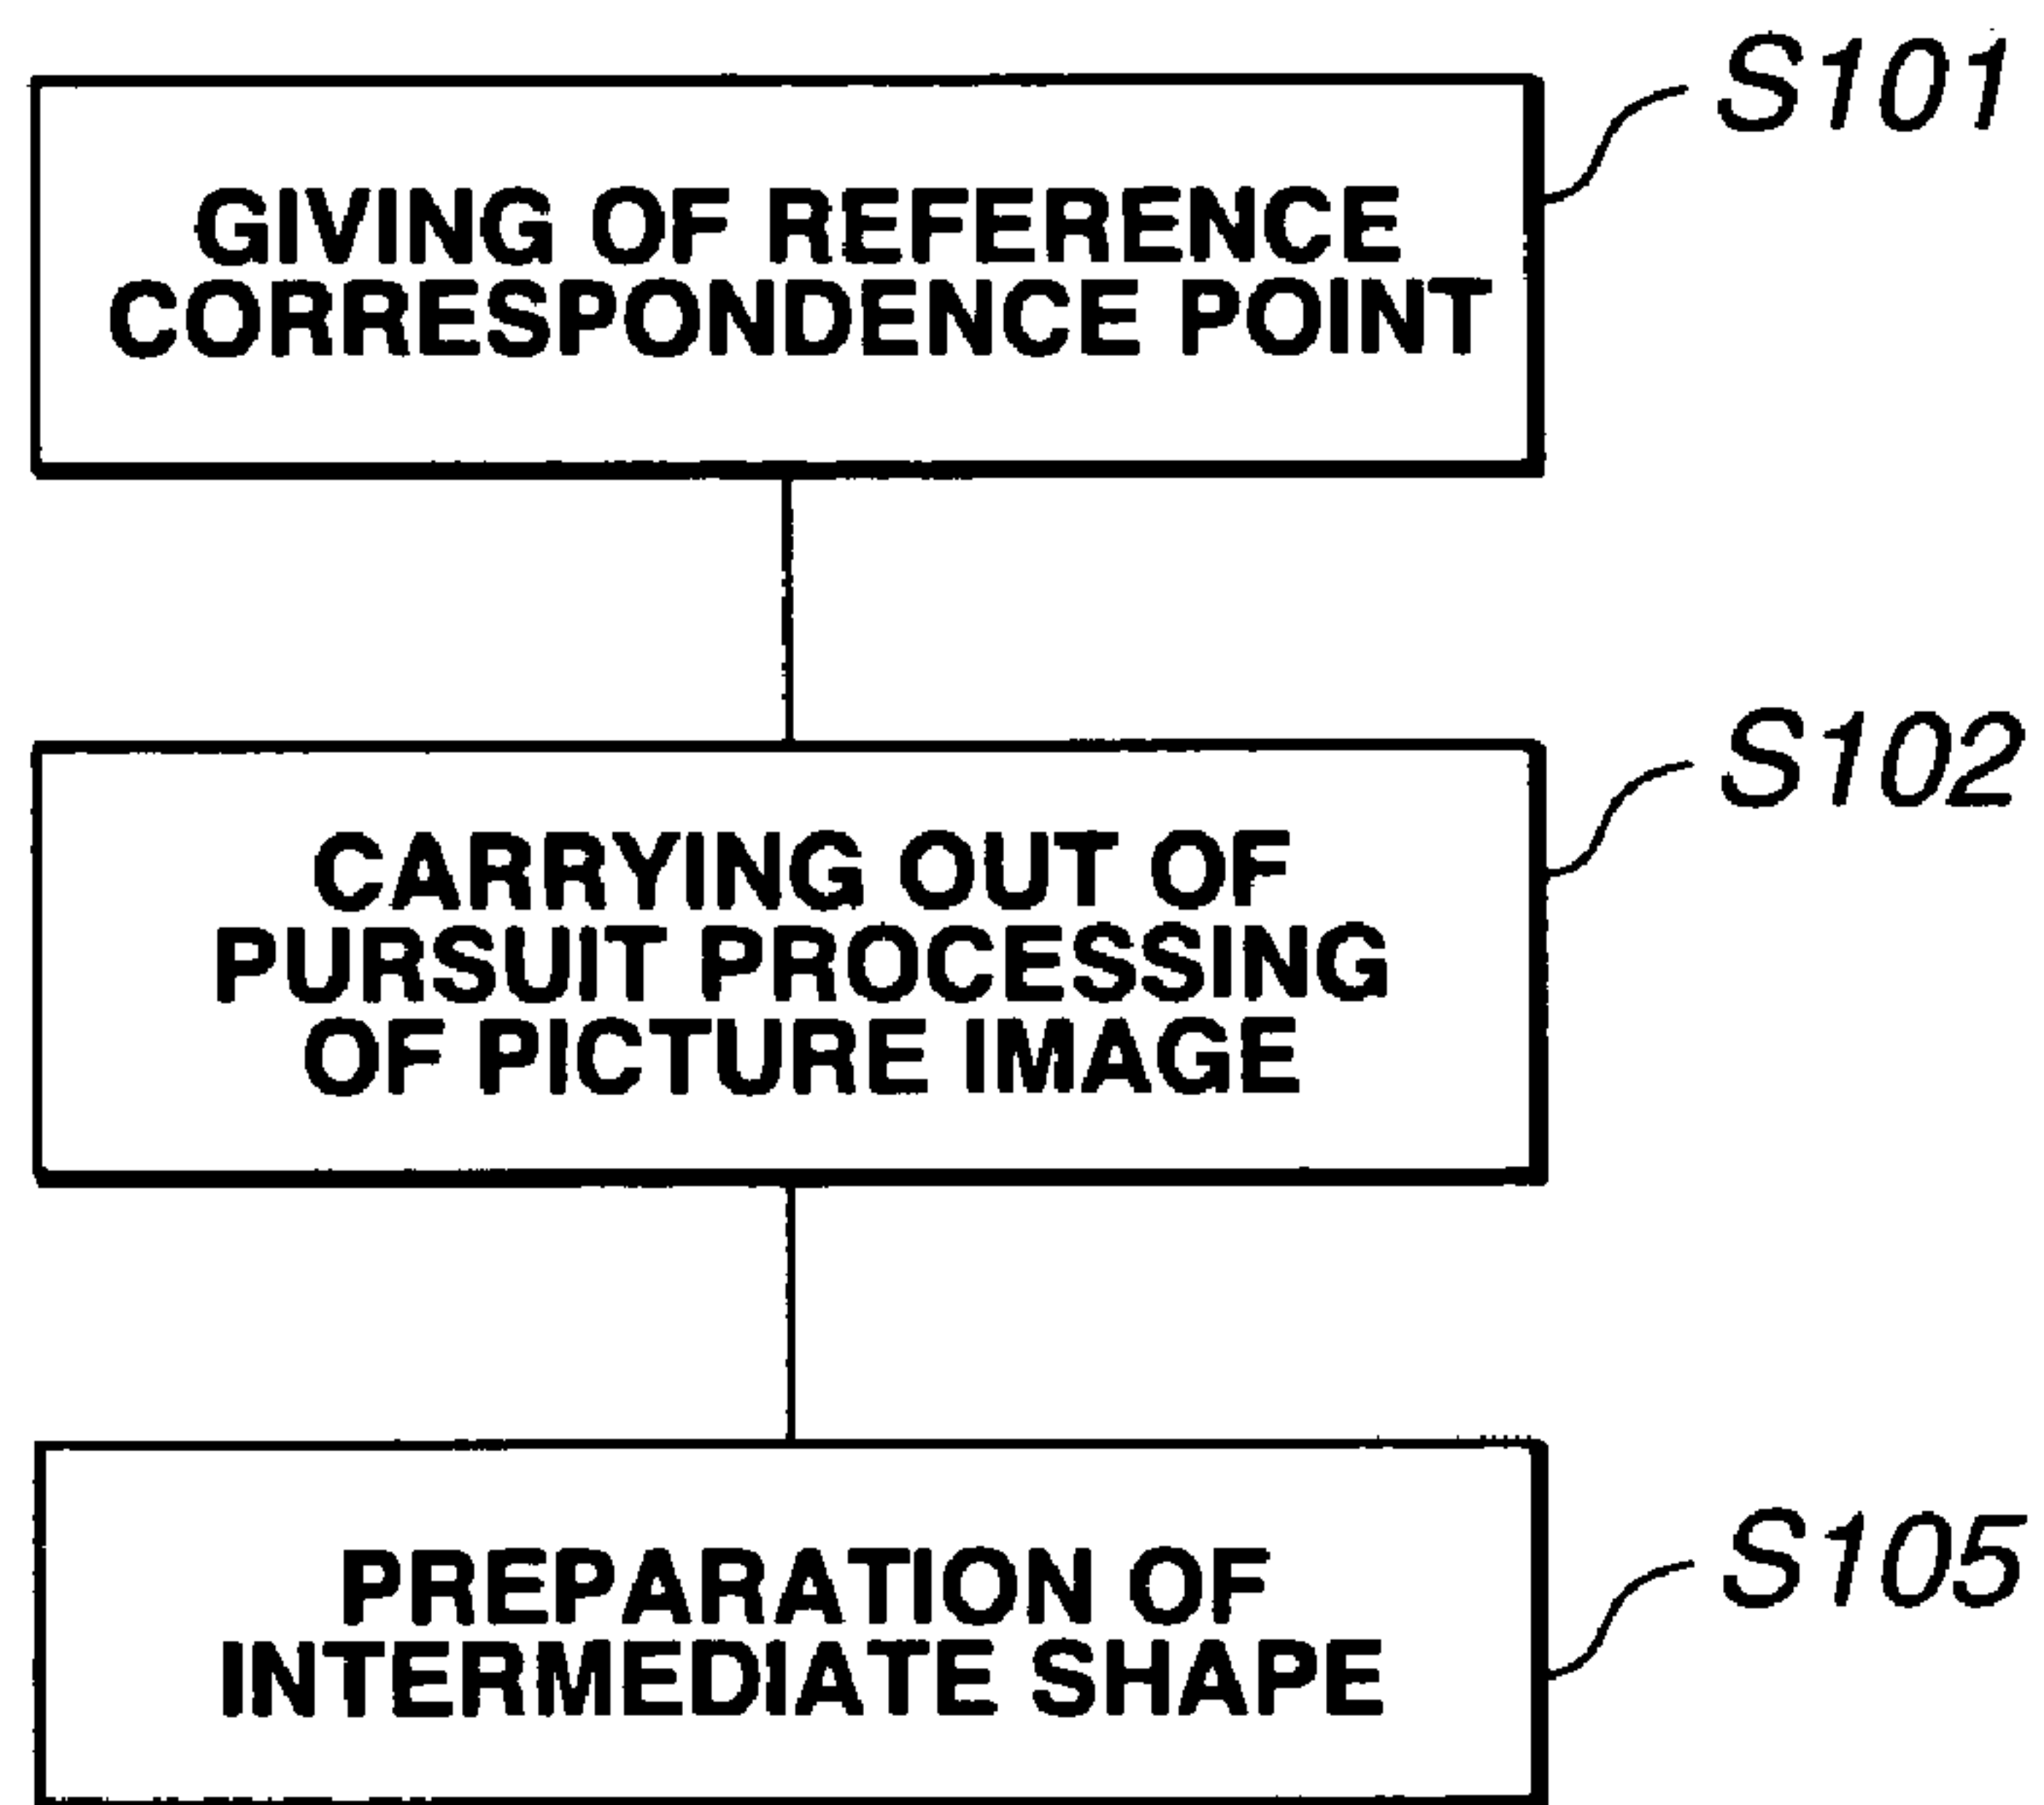 S101
GIVING OF REFERENCE
CORRESPONDENCE POINT
S102
CARRYING OUT OF
PURSUIT PROCESSING
OF PICTURE IMAGE
S105
PREPARATION OF
INTERMEDIATE SHAPE